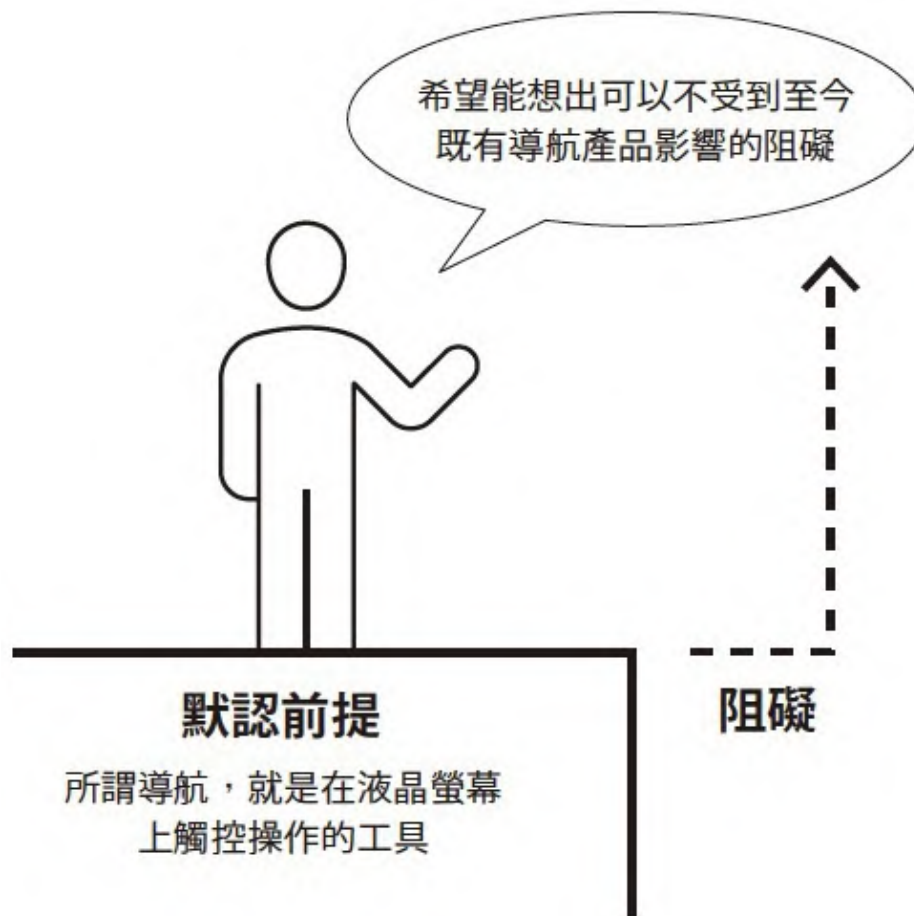 希望能想出可以不受到至今
既有導航產品影響的阻礙
默認前提
阻礙
所謂導航，就是在液晶螢幕
上觸控操作的工具